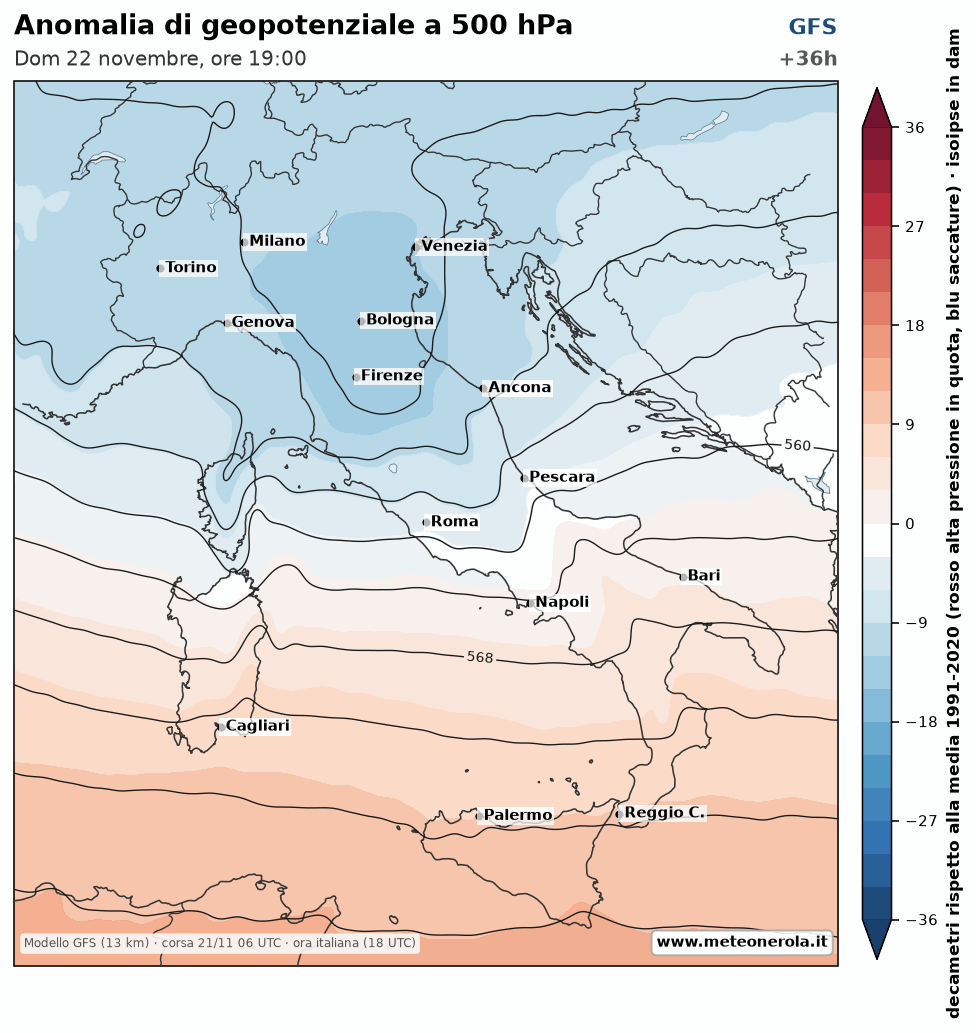 Anomalia di geopotenziale a 500 hPa
GFS
Dom 22 novembre, ore 19:00
+36h
Milano
Venezia
Torino
Genova
Bologna
Firenze
Ancona
560
Pescara
Roma
Bari
Napoli
568
Cagliari
Palermo
Reggio C.
Modello GFS (13 km) · corsa 21/11 06 UTC · ora italiana (18 UTC)
www.meteonerola.it
36
27
18
9
0
−9
−18
−27
−36
decametri rispetto alla media 1991-2020 (rosso alta pressione in quota, blu saccature) · isoipse in dam